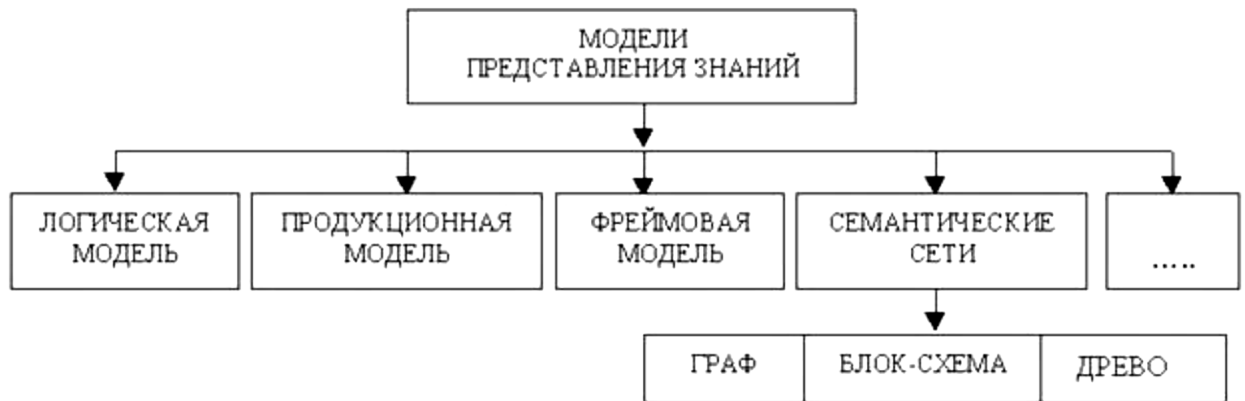 МОДЕЛИ
ПРЕДСТАВЛЕНИЯ ЗНАНИЙ
ЛОГИЧЕСКАЯ
МОДЕЛЬ
ПРОДУКЦИОННАЯ
МОДЕЛЬ
ФРЕЙМОВАЯ
МОДЕЛЬ
СЕМАНТИЧЕСКИЕ
СЕТИ
.....
ГРАФ
БЛОК-СХЕМА
ДРЕВО